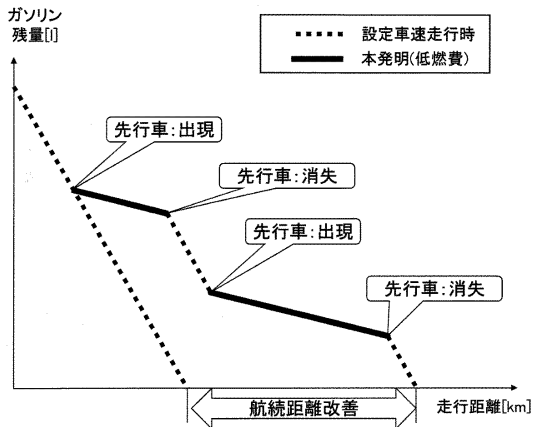 ガソリン
残量[l]
設定車速走行時
本発明(低燃費)
先行車:出現
先行車:消失
先行車:出現
先行車:消失
航続距離改善
走行距離[km]